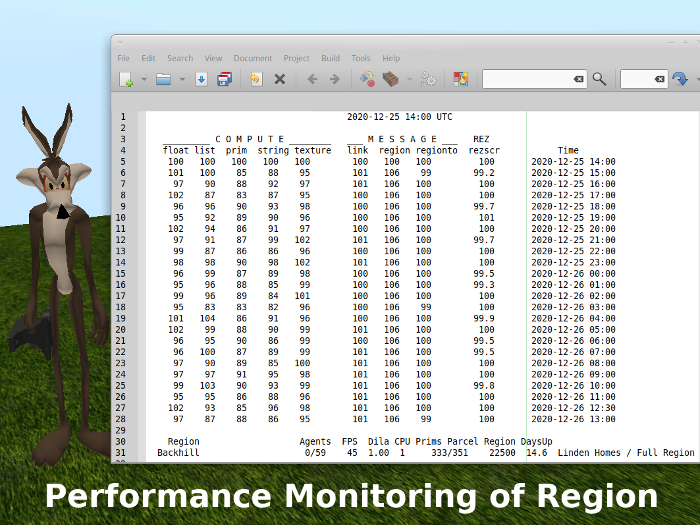 File Edit Search View Document Project Build Tools Help
1 2020-12-25 14:00 UTC
2
3 ________ C O M P U T E _______ ___ M E S S A G E ___ REZ
4 float list prim string texture link region regionto rezscr Time
5 100 100 100 100 100 100 106 100 100 2020-12-25 14:00
6 101 100 85 88 95 101 106 99 99.2 2020-12-25 15:00
7 97 90 88 92 97 101 106 100 100 2020-12-25 16:00
8 102 87 83 87 95 101 106 100 100 2020-12-25 18:00
9 96 96 90 93 98 100 106 100 99.7 2020-12-25 18:00
10 95 92 89 90 96 100 106 100 101 2020-12-25 19:00
11 102 94 86 91 97 101 106 100 100 2020-12-25 20:00
12 97 91 87 99 102 101 106 100 99.7 2020-12-25 21:00
13 99 87 86 86 96 100 106 100 100 2020-12-25 22:00
14 98 98 90 98 102 101 106 100 100 2020-12-25 23:00
15 96 99 87 89 98 101 106 100 99.5 2020-12-26 00:00
16 95 96 88 85 99 101 106 100 99.3 2020-12-26 01:00
17 99 96 89 84 101 100 106 100 100 2020-12-26 02:00
18 95 83 83 82 96 100 106 99 100 2020-12-26 03:00
19 101 104 86 91 96 100 106 100 99.9 2020-12-26 04:00
20 102 99 88 90 99 101 106 100 100 2020-12-26 05:00
21 96 95 90 86 99 100 106 100 99.5 2020-12-26 06:00
22 96 100 87 89 99 101 106 100 99.5 2020-12-26 07:00
23 97 90 89 85 100 101 106 100 100 2020-12-26 08:00
24 97 97 91 95 98 101 106 100 100 2020-12-26 09:00
25 99 103 90 93 99 101 106 100 99.8 2020-12-26 10:00
26 95 95 86 88 96 101 106 100 100 2020-12-26 11:00
27 102 93 85 96 98 101 106 100 100 2020-12-26 12:30
28 97 87 88 86 95 101 106 99 100 2020-12-26 13:00
29
30 Region Agents FPS Dila CPU Prims Parcel Region DaysUp
31 Backhill 0/59 45 1.00 1 333/351 22500 14.6 Linden Homes / Full Region
Performance Monitoring of Region